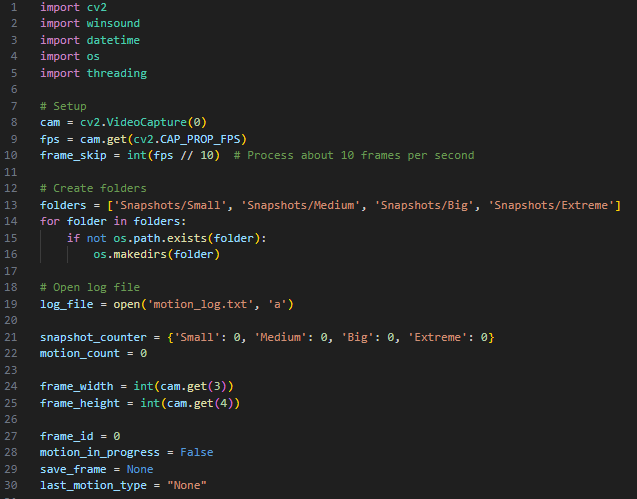 1 import cv2
2 import winsound
3 import datetime
4 import os
5 import threading
6
7 # Setup
8 cam = cv2.VideoCapture(0)
9 fps = cam.get(cv2.CAP_PROP_FPS)
10 frame_skip = int(fps // 10)  # Process about 10 frames per second
11
12 # Create folders
13 folders = ['Snapshots/Small', 'Snapshots/Medium', 'Snapshots/Big', 'Snapshots/Extreme']
14 for folder in folders:
15     if not os.path.exists(folder):
16         os.makedirs(folder)
17
18 # Open log file
19 log_file = open('motion_log.txt', 'a')
20
21 snapshot_counter = {'Small': 0, 'Medium': 0, 'Big': 0, 'Extreme': 0}
22 motion_count = 0
23
24 frame_width = int(cam.get(3))
25 frame_height = int(cam.get(4))
26
27 frame_id = 0
28 motion_in_progress = False
29 save_frame = None
30 last_motion_type = "None"